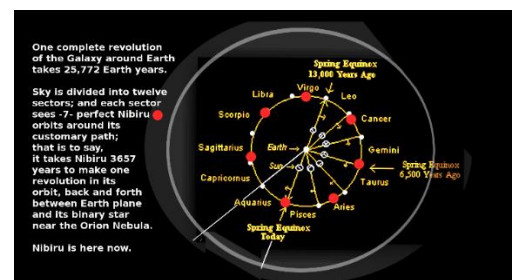 One complete revolution
of the Galaxy around Earth
takes 25,772 Earth years.
Sky is divided into twelve
sectors; and each sector
sees -7- perfect Nibiru
orbits around its
customary path;
that is to say,
it takes Nibiru 3657
years to make one
revolution in its
orbit, back and forth
between Earth plane
and its binary star
near the Orion Nebula.
Nibiru is here now.
Spring Equinox
13,000 Years Ago
Virgo
Leo
Libra
Cancer
Scorpio
Earth
Gemini
Sagittarius
Sun
Spring Equinox
6,500 Years Ago
Taurus
Capricornus
Aquarius
Aries
Pisces
Spring Equinox
Today